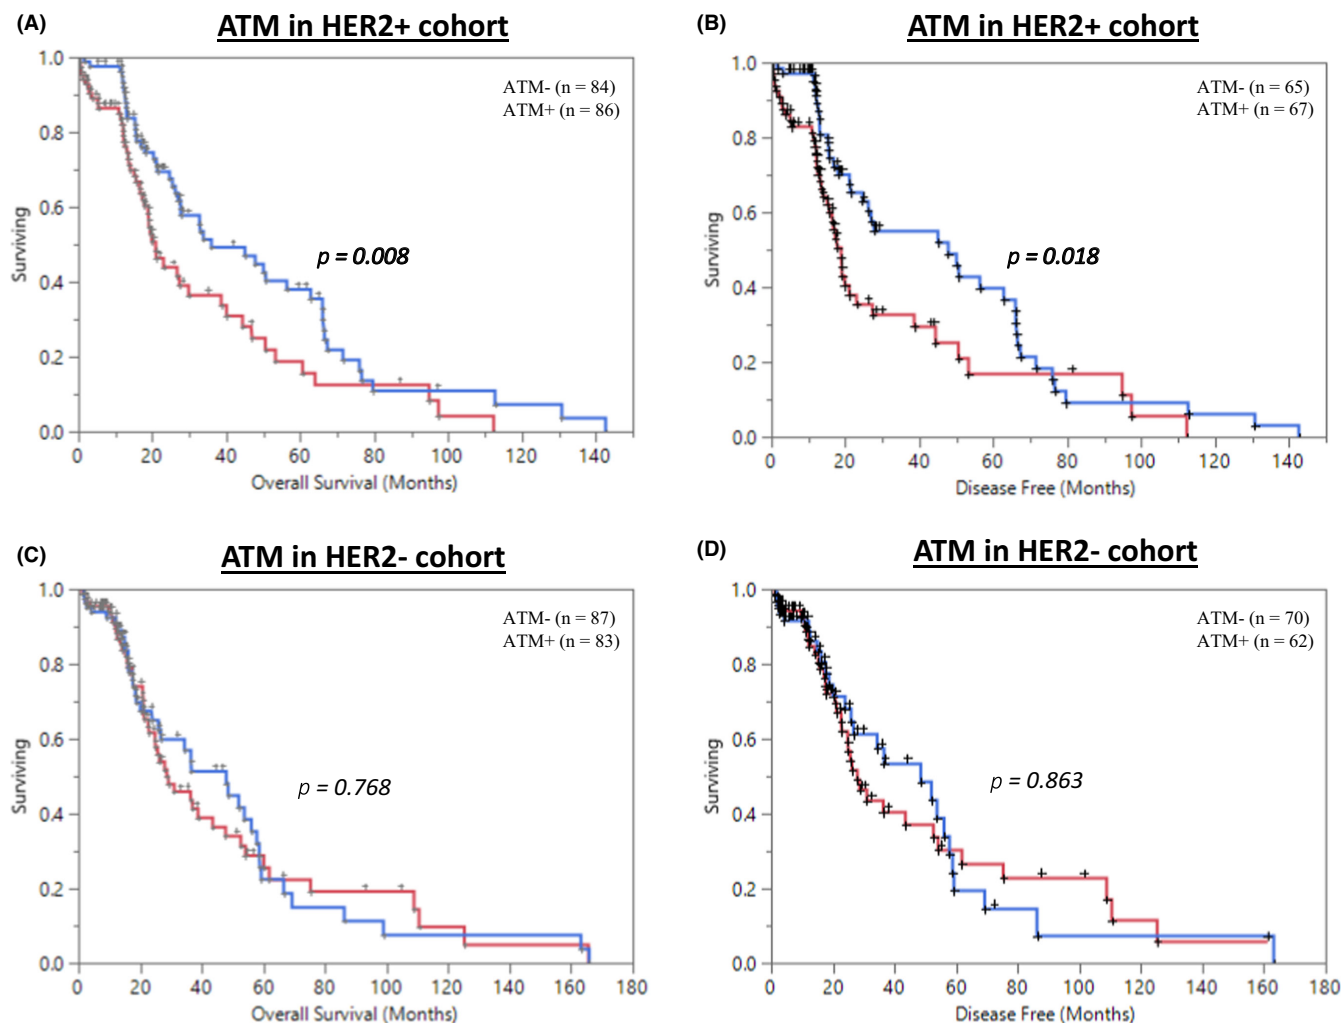 (A)
ATM in HER2+ cohort
1.0
0.8
0.6
0.4
0.2
0.0
Surviving
ATM- (n = 84)
ATM+ (n = 86)
p = 0.008
0 20 40 60 80 100 120 140
Overall Survival (Months)
(B)
ATM in HER2+ cohort
1.0
0.8
0.6
0.4
0.2
0.0
Surviving
ATM- (n = 65)
ATM+ (n = 67)
p = 0.018
0 20 40 60 80 100 120 140
Disease Free (Months)
(C)
ATM in HER2- cohort
1.0
0.8
0.6
0.4
0.2
0.0
Surviving
ATM- (n = 87)
ATM+ (n = 83)
p = 0.768
0 20 40 60 80 100 120 140 160 180
Overall Survival (Months)
(D)
ATM in HER2- cohort
1.0
0.8
0.6
0.4
0.2
0.0
Surviving
ATM- (n = 70)
ATM+ (n = 62)
p = 0.863
0 20 40 60 80 100 120 140 160 180
Disease Free (Months)